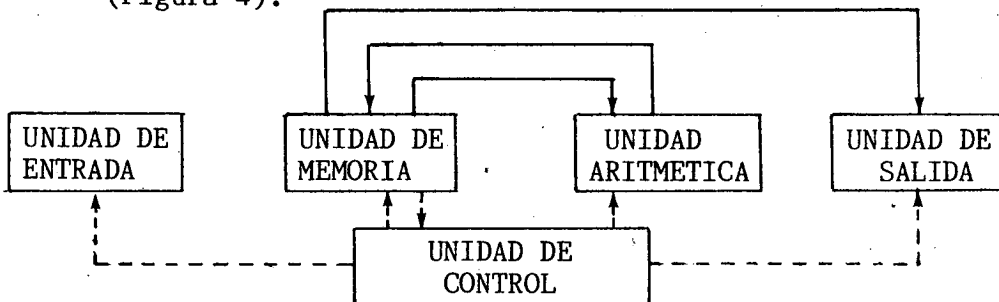 (Figura 4).
UNIDAD DE
ENTRADA
UNIDAD DE
MEMORIA
UNIDAD
ARITMETICA
UNIDAD DE
SALIDA
UNIDAD DE
CONTROL